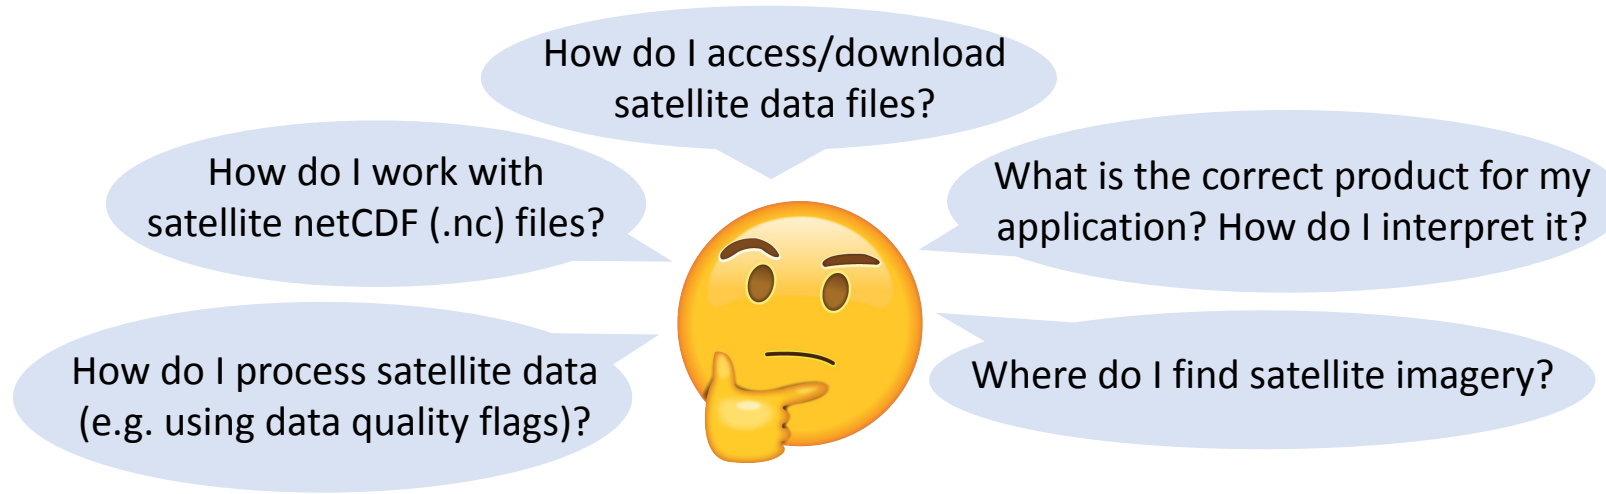 How do I access/download
satellite data files?
How do I work with
satellite netCDF (.nc) files?
What is the correct product for my
application? How do I interpret it?
How do I process satellite data
(e.g. using data quality flags)?
Where do I find satellite imagery?